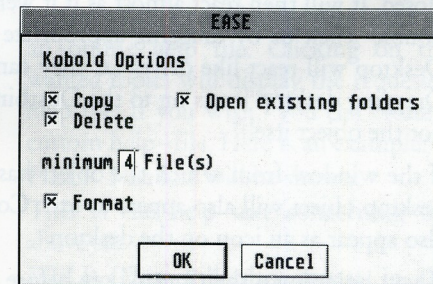 EASE
Kobold Options
Copy Open existing folders
Delete
minimum 4 File(s)
Format
OK Cancel